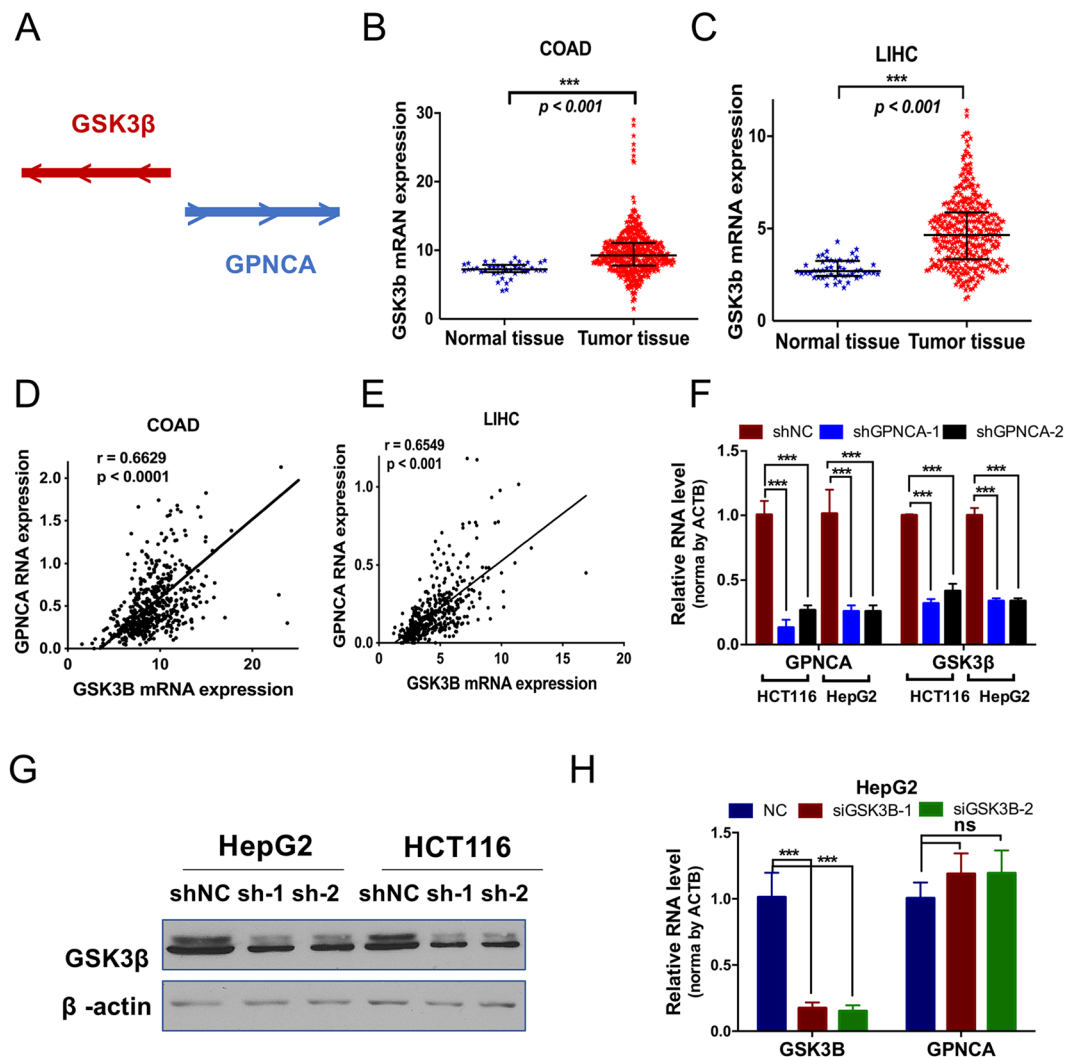 A
GSK3β
GPNCA
B
COAD
***
p < 0.001
GSK3b mRAN expression
30
20
10
0
Normal tissue
Tumor tissue
C
LIHC
***
p < 0.001
GSK3b mRNA expression
10
5
0
Normal tissue
Tumor tissue
D
COAD
r = 0.6629
p < 0.0001
GPNCA RNA expression
2.0
1.5
1.0
0.5
0.0
0
10
20
GSK3B mRNA expression
E
LIHC
r = 0.6549
p < 0.001
GPNCA RNA expression
1.0
0.5
0.0
0
5
10
15
20
GSK3B mRNA expression
F
shNC shGPNCA-1 shGPNCA-2
Relative RNA level
(norma by ACTB)
1.5
1.0
0.5
0.0
***
***
***
***
***
***
***
***
GPNCA
GSK3β
HCT116
HepG2
HCT116
HepG2
G
HepG2
HCT116
shNC sh-1 sh-2 shNC sh-1 sh-2
GSK3β
β -actin
H
HepG2
NC siGSK3B-1 siGSK3B-2
Relative RNA level
(norma by ACTB)
1.5
1.0
0.5
0.0
***
***
ns
GSK3B
GPNCA